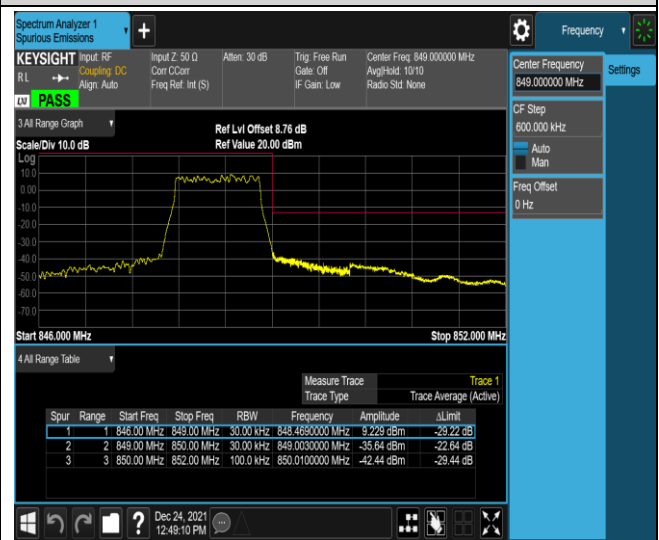 Spectrum Analyzer 1
Spurious Emissions
Frequency
KEYSIGHT Input: RF Input Z: 50 Ω Atten: 30 dB Trig: Free Run Center Freq: 849.000000 MHz
RL Coupling: DC Corr CCorr Gate: Off Avg|Hold: 10/10
Align: Auto Freq Ref: Int (S) IF Gain: Low Radio Std: None
LXI PASS
Center Frequency
849.000000 MHz
Settings
CF Step
600.000 kHz
Auto
Man
Freq Offset
0 Hz
3 All Range Graph
Ref Lvl Offset 8.76 dB
Scale/Div 10.0 dB Ref Value 20.00 dBm
Log
10.0
0.00
-10.0
-20.0
-30.0
-40.0
-50.0
-60.0
-70.0
Start 846.000 MHz Stop 852.000 MHz
4 All Range Table
Measure Trace Trace 1
Trace Type Trace Average (Active)
Spur Range Start Freq Stop Freq RBW Frequency Amplitude ΔLimit
1 1 846.00 MHz 849.00 MHz 30.00 kHz 848.4690000 MHz 9.229 dBm -29.22 dB
2 2 849.00 MHz 850.00 MHz 30.00 kHz 849.0030000 MHz -35.64 dBm -22.64 dB
3 3 850.00 MHz 852.00 MHz 100.0 kHz 850.0100000 MHz -42.44 dBm -29.44 dB
? Dec 24, 2021
12:49:10 PM